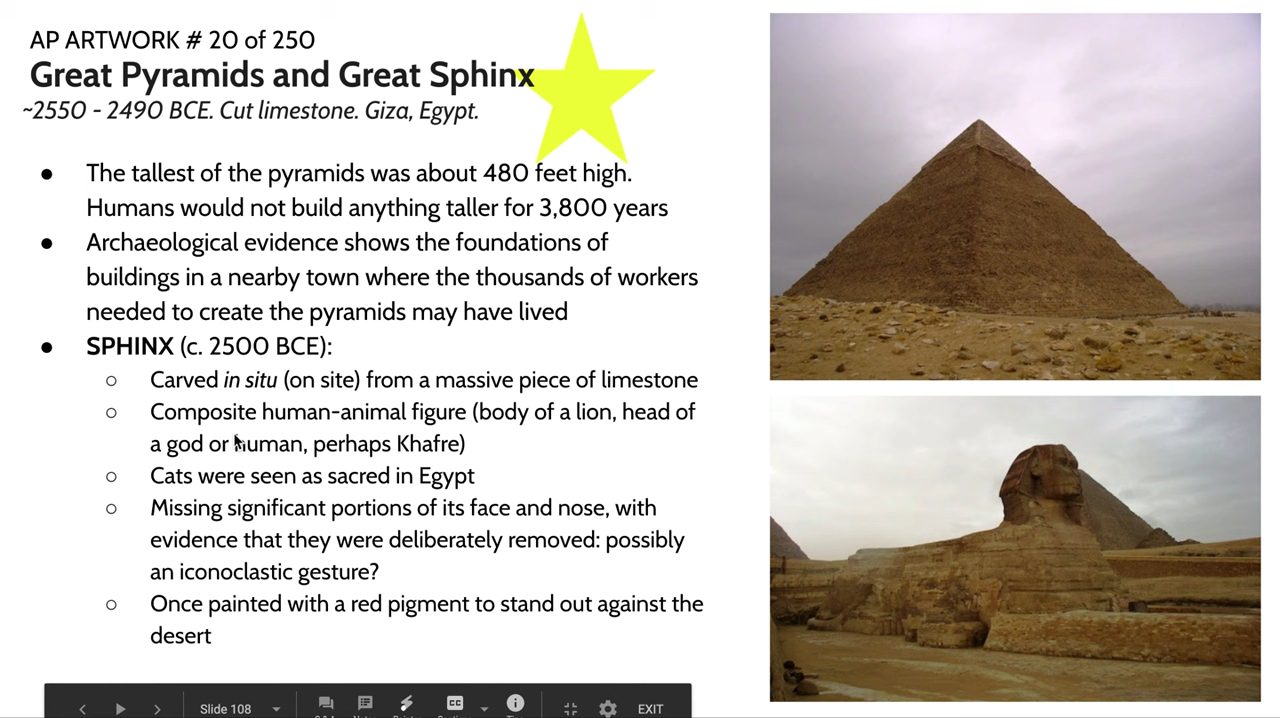 AP ARTWORK # 20 of 250
Great Pyramids and Great Sphinx
~2550 - 2490 BCE. Cut limestone. Giza, Egypt.
● The tallest of the pyramids was about 480 feet high.
Humans would not build anything taller for 3,800 years
● Archaeological evidence shows the foundations of
buildings in a nearby town where the thousands of workers
needed to create the pyramids may have lived
● SPHINX (c. 2500 BCE):
○ Carved in situ (on site) from a massive piece of limestone
○ Composite human-animal figure (body of a lion, head of
a god or human, perhaps Khafre)
○ Cats were seen as sacred in Egypt
○ Missing significant portions of its face and nose, with
evidence that they were deliberately removed: possibly
an iconoclastic gesture?
○ Once painted with a red pigment to stand out against the
desert
Slide 108
CC
EXIT